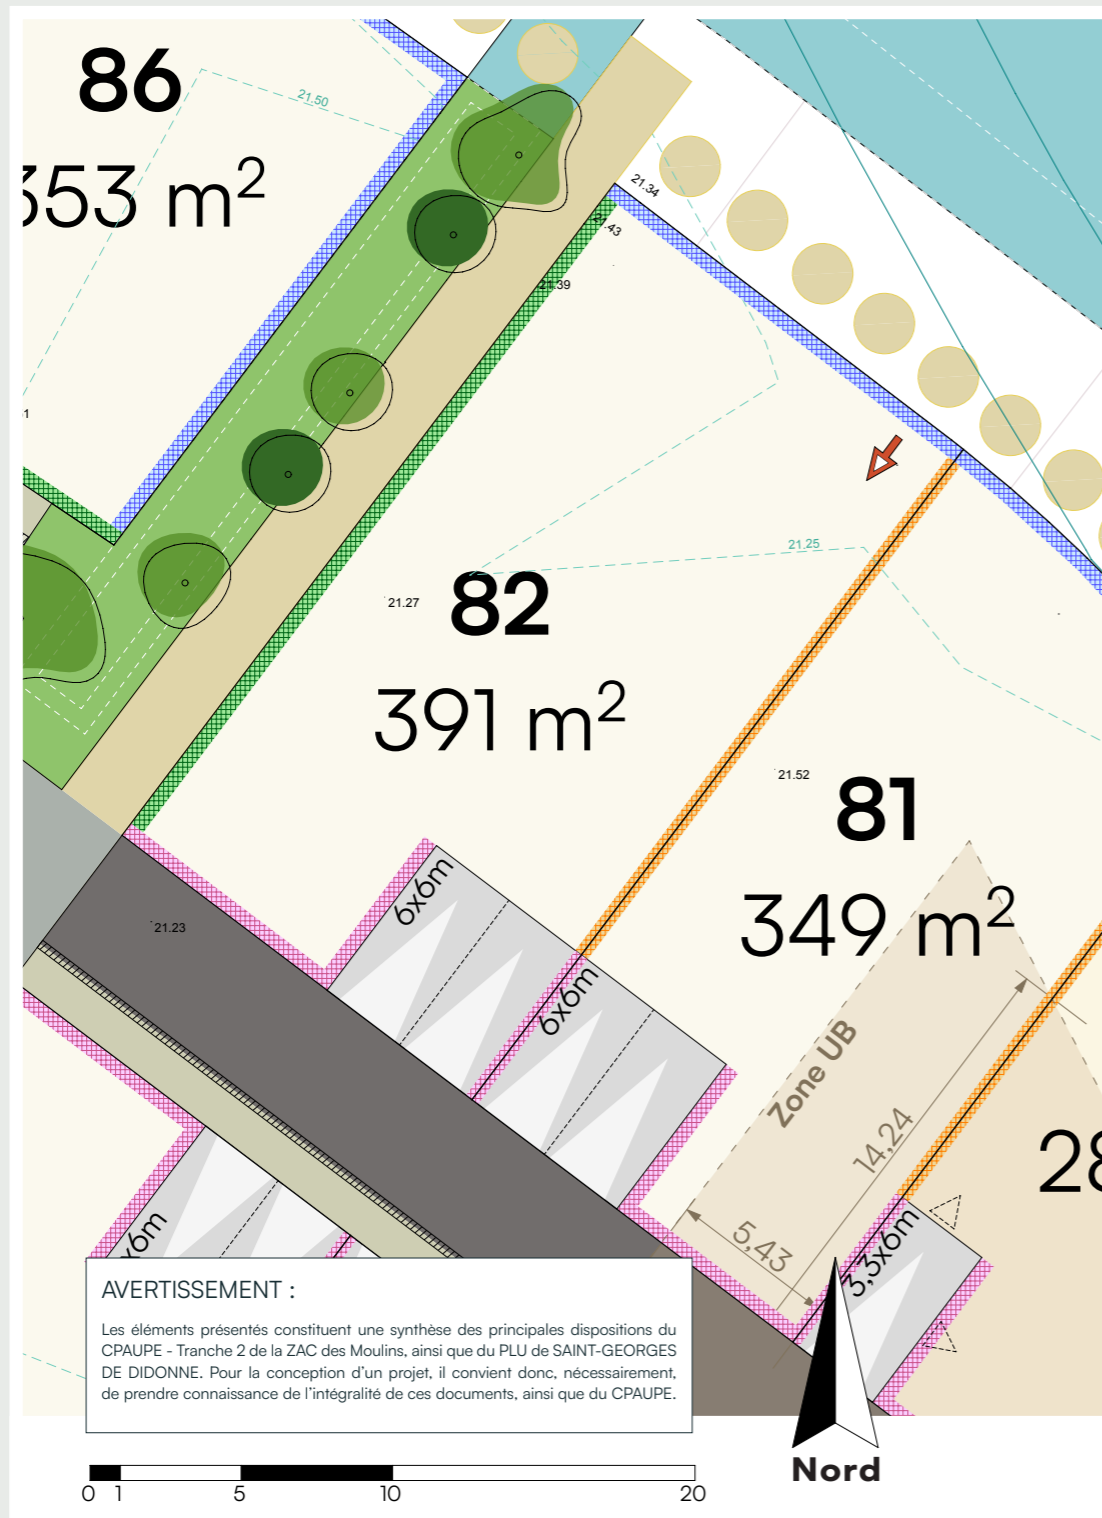 86
21.50
353 m²
21.34
21.43
21.39
21.25
21.27
82
391 m²
21.52
81
349 m²
6x6m
21.23
6x6m
Zone UB
14,24
28
5,43
3,3x6m
x6m
AVERTISSEMENT :
Les éléments présentés constituent une synthèse des principales dispositions du
CPAUPE - Tranche 2 de la ZAC des Moulins, ainsi que du PLU de SAINT-GEORGES
DE DIDONNE. Pour la conception d'un projet, il convient donc, nécessairement,
de prendre connaissance de l'intégralité de ces documents, ainsi que du CPAUPE.
Nord
0 1 5 10 20